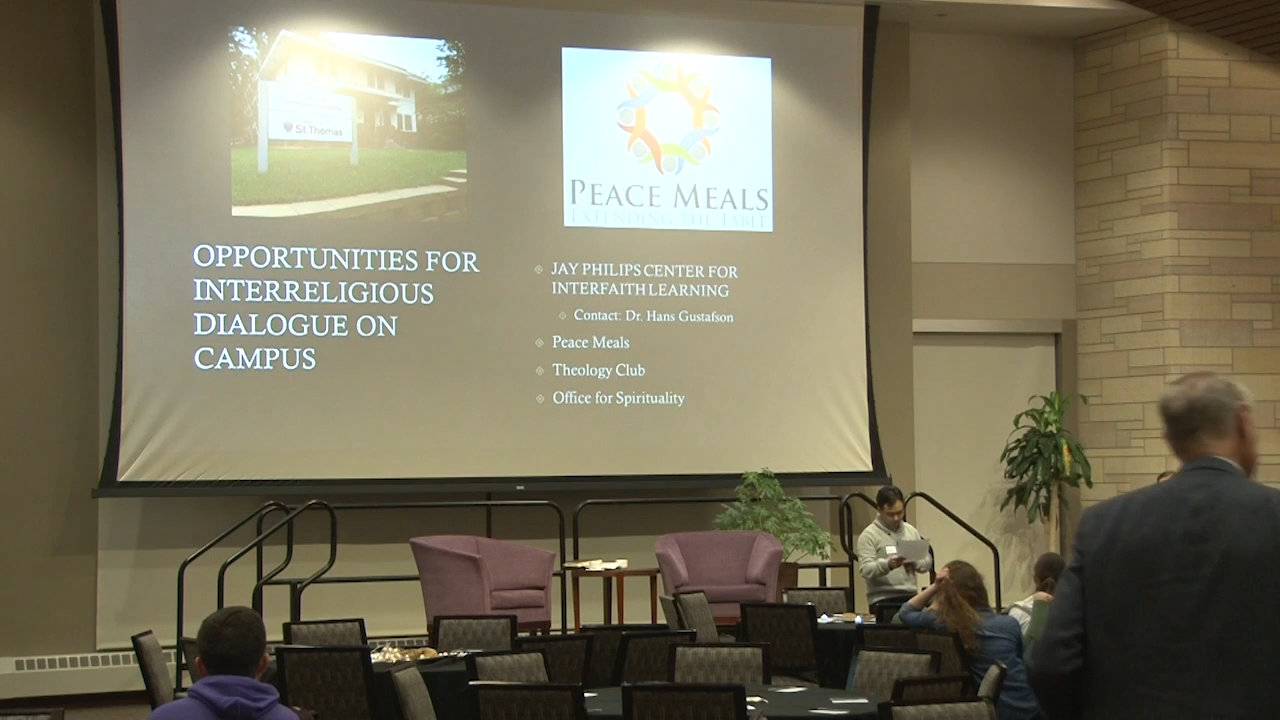 St. Thomas
PEACE MEALS
EXTENDING THE TABLE
OPPORTUNITIES FOR
INTERRELIGIOUS
DIALOGUE ON
CAMPUS
JAY PHILIPS CENTER FOR
INTERFAITH LEARNING
Contact: Dr. Hans Gustafson
Peace Meals
Theology Club
Office for Spirituality